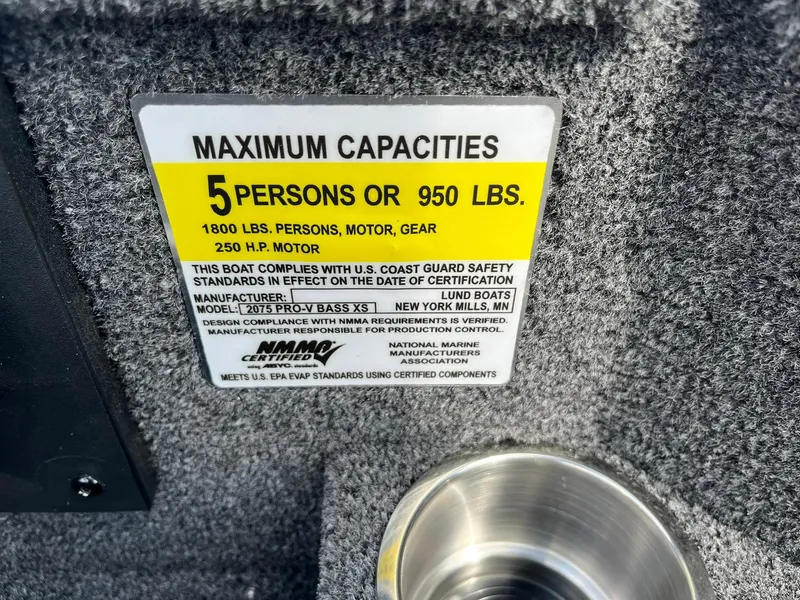 MAXIMUM CAPACITIES
5 PERSONS OR 950 LBS.
1800 LBS. PERSONS, MOTOR, GEAR
250 H.P. MOTOR
THIS BOAT COMPLIES WITH U.S. COAST GUARD SAFETY
STANDARDS IN EFFECT ON THE DATE OF CERTIFICATION
MANUFACTURER: LUND BOATS
MODEL: 2075 PRO-V BASS XS NEW YORK MILLS, MN
DESIGN COMPLIANCE WITH NMMA REQUIREMENTS IS VERIFIED.
MANUFACTURER RESPONSIBLE FOR PRODUCTION CONTROL.
NMMA
CERTIFIED
using ABYC. standards
NATIONAL MARINE
MANUFACTURERS
ASSOCIATION
MEETS U.S. EPA EVAP STANDARDS USING CERTIFIED COMPONENTS